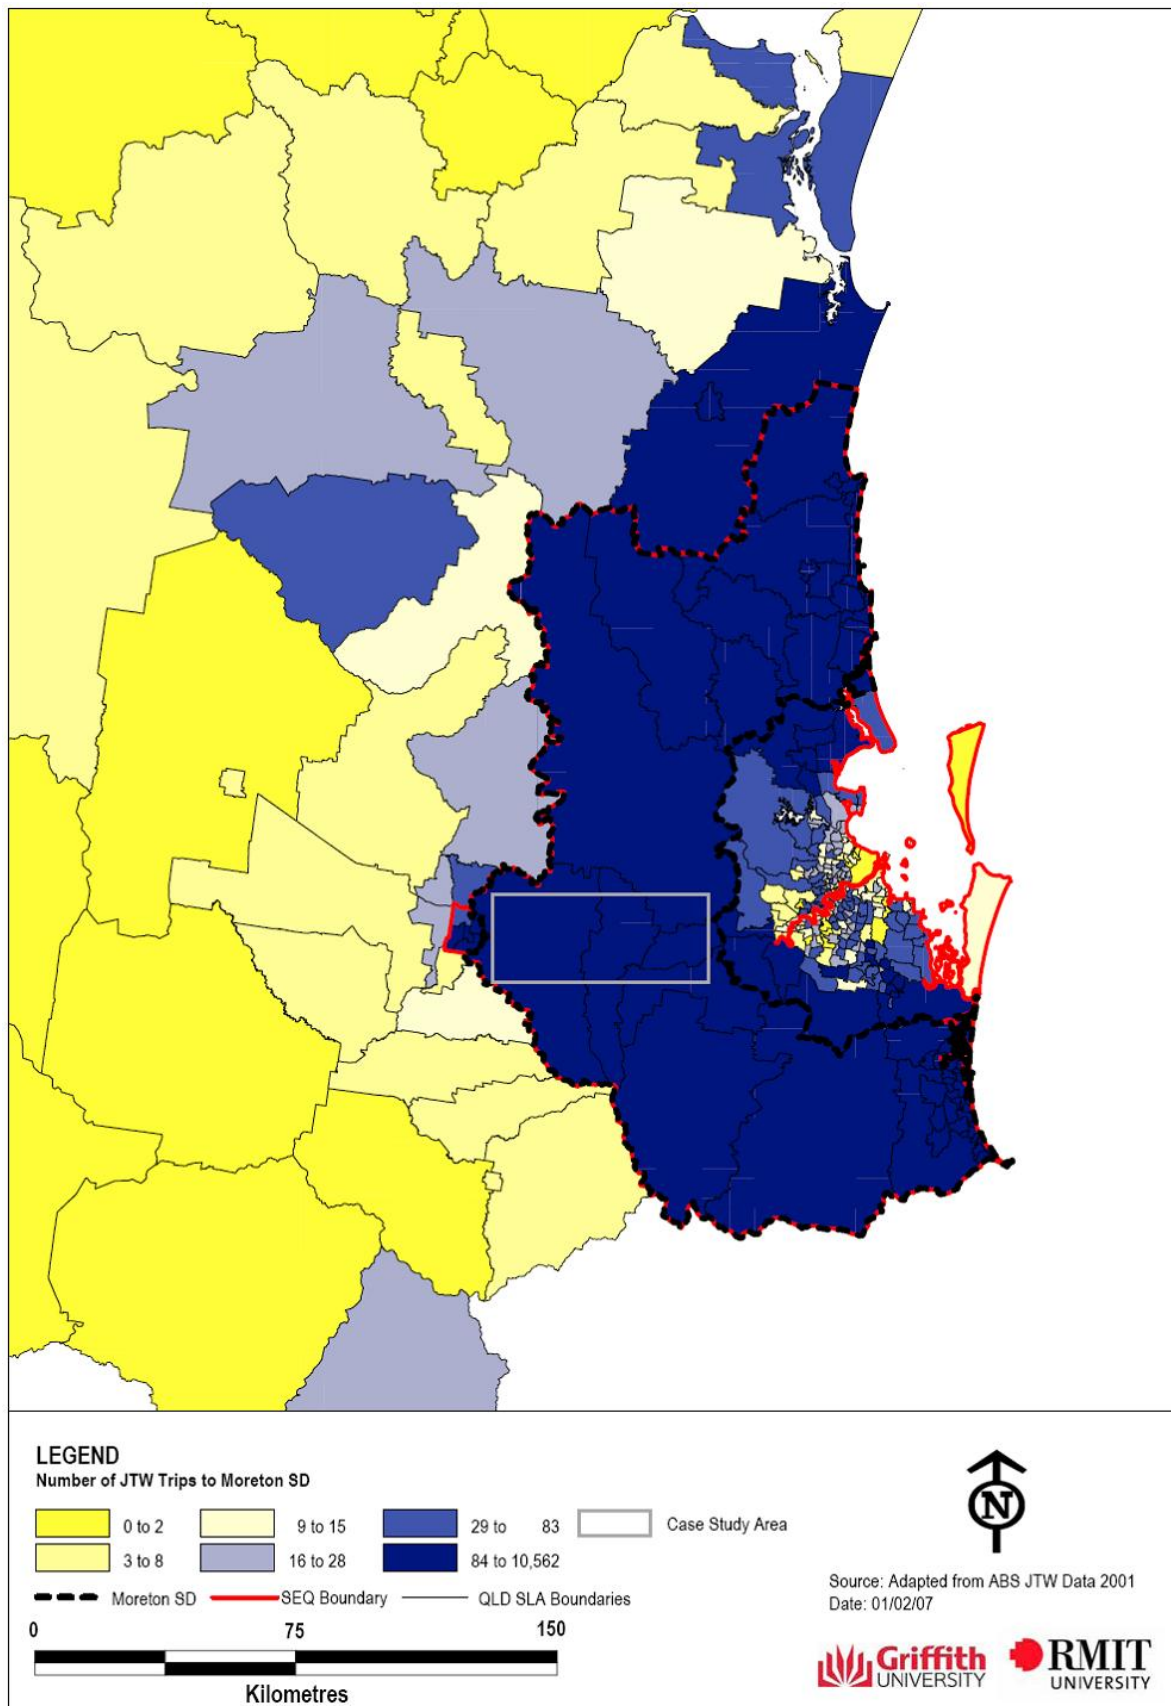 LEGEND
Number of JTW Trips to Moreton SD
0 to 2
9 to 15
29 to 83
Case Study Area
3 to 8
16 to 28
84 to 10,562
Moreton SD
SEQ Boundary
QLD SLA Boundaries
0 75 150
Kilometres
N
Source: Adapted from ABS JTW Data 2001
Date: 01/02/07
Griffith
UNIVERSITY
RMIT
UNIVERSITY